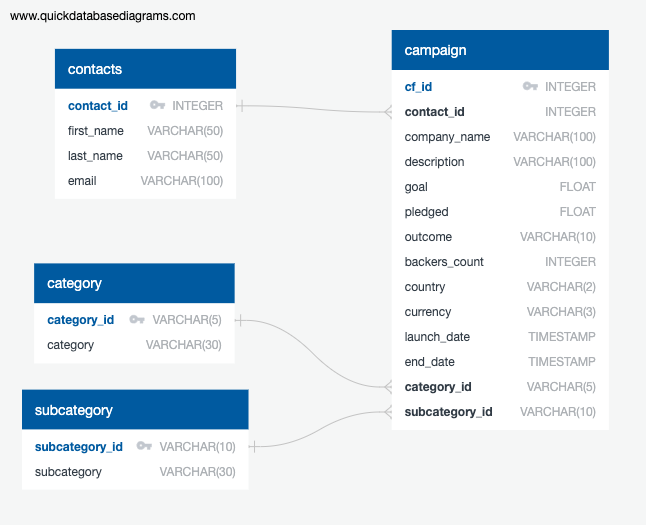 www.quickdatabasediagrams.com
contacts
contact_id INTEGER
first_name VARCHAR(50)
last_name VARCHAR(50)
email VARCHAR(100)
campaign
cf_id INTEGER
contact_id INTEGER
company_name VARCHAR(100)
description VARCHAR(100)
goal FLOAT
pledged FLOAT
outcome VARCHAR(10)
backers_count INTEGER
country VARCHAR(2)
currency VARCHAR(3)
launch_date TIMESTAMP
end_date TIMESTAMP
category_id VARCHAR(5)
subcategory_id VARCHAR(10)
category
category_id VARCHAR(5)
category VARCHAR(30)
subcategory
subcategory_id VARCHAR(10)
subcategory VARCHAR(30)